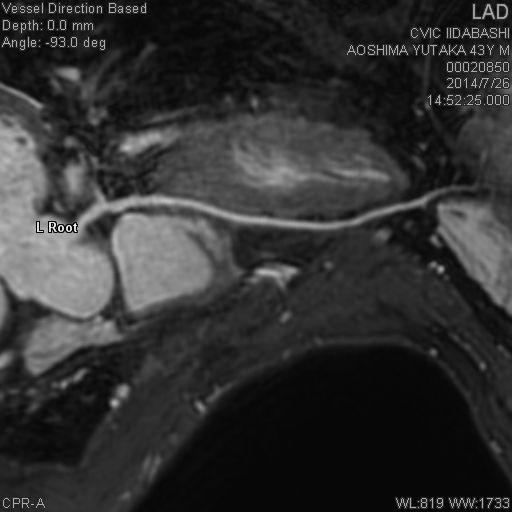 Vessel Direction Based
Depth: 0.0 mm
Angle: -93.0 deg
LAD
CVIC IIDABASHI
AOSHIMA YUTAKA 43Y M
00020850
2014/7/26
14:52:25.000
L Root
CPR-A
WL:819 WW:1733